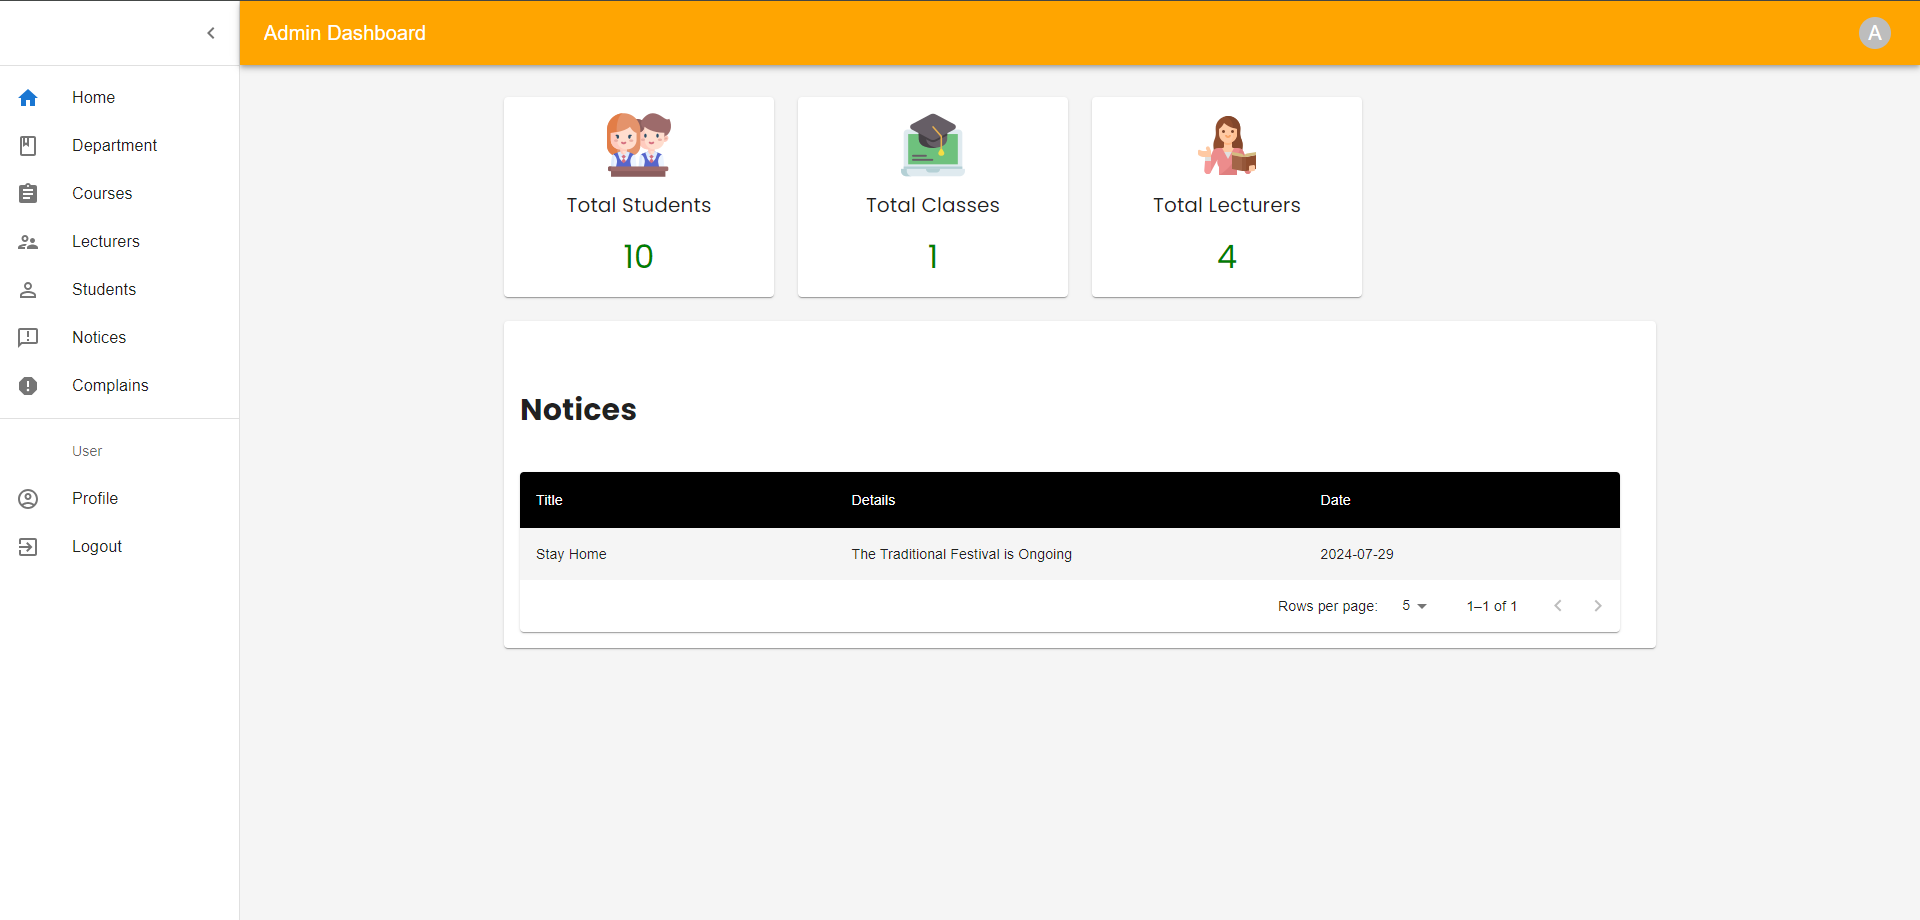 Admin Dashboard
A
Home
Department
Courses
Lecturers
Students
Notices
Complains
User
Profile
Logout
Total Students
10
Total Classes
1
Total Lecturers
4
Notices
Title Details Date
Stay Home The Traditional Festival is Ongoing 2024-07-29
Rows per page: 5 1–1 of 1